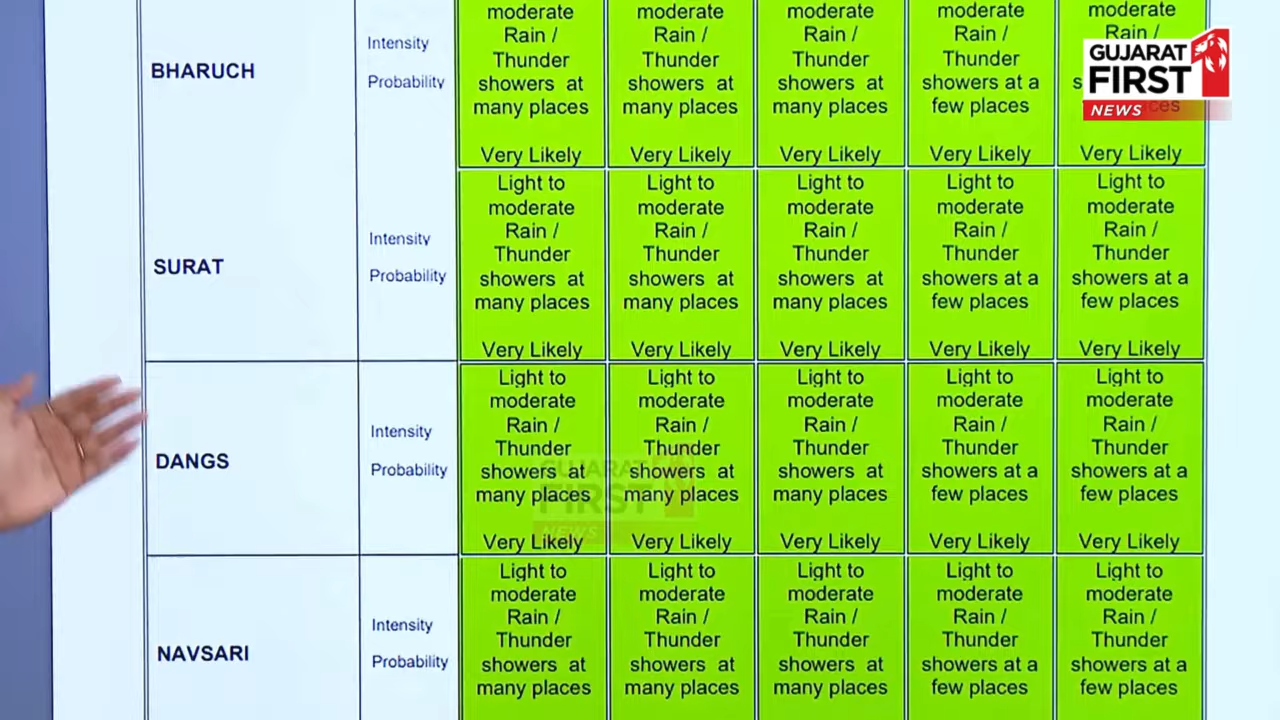 moderate moderate moderate moderate moderate
Intensity Rain / Rain / Rain / Rain / Rain /
Thunder Thunder Thunder Thunder
BHARUCH Probability showers at showers at showers at showers at a
many places many places many places few places
Very Likely Very Likely Very Likely Very Likely Very Likely
GUJARAT
FIRST
NEWS
Light to Light to Light to Light to Light to
moderate moderate moderate moderate moderate
Intensity Rain / Rain / Rain / Rain / Rain /
Thunder Thunder Thunder Thunder Thunder
SURAT Probability showers at showers at showers at showers at a showers at a
many places many places many places few places few places
Very Likely Very Likely Very Likely Very Likely Very Likely
Light to Light to Light to Light to Light to
moderate moderate moderate moderate moderate
Intensity Rain / Rain / Rain / Rain / Rain /
Thunder Thunder Thunder Thunder Thunder
DANGS Probability showers at showers at showers at showers at a showers at a
many places many places many places few places few places
Very Likely Very Likely Very Likely Very Likely Very Likely
GUJARAT
FIRST
NEWS
Light to Light to Light to Light to Light to
moderate moderate moderate moderate moderate
Intensity Rain / Rain / Rain / Rain / Rain /
Thunder Thunder Thunder Thunder Thunder
NAVSARI Probability showers at showers at showers at showers at a showers at a
many places many places many places few places few places